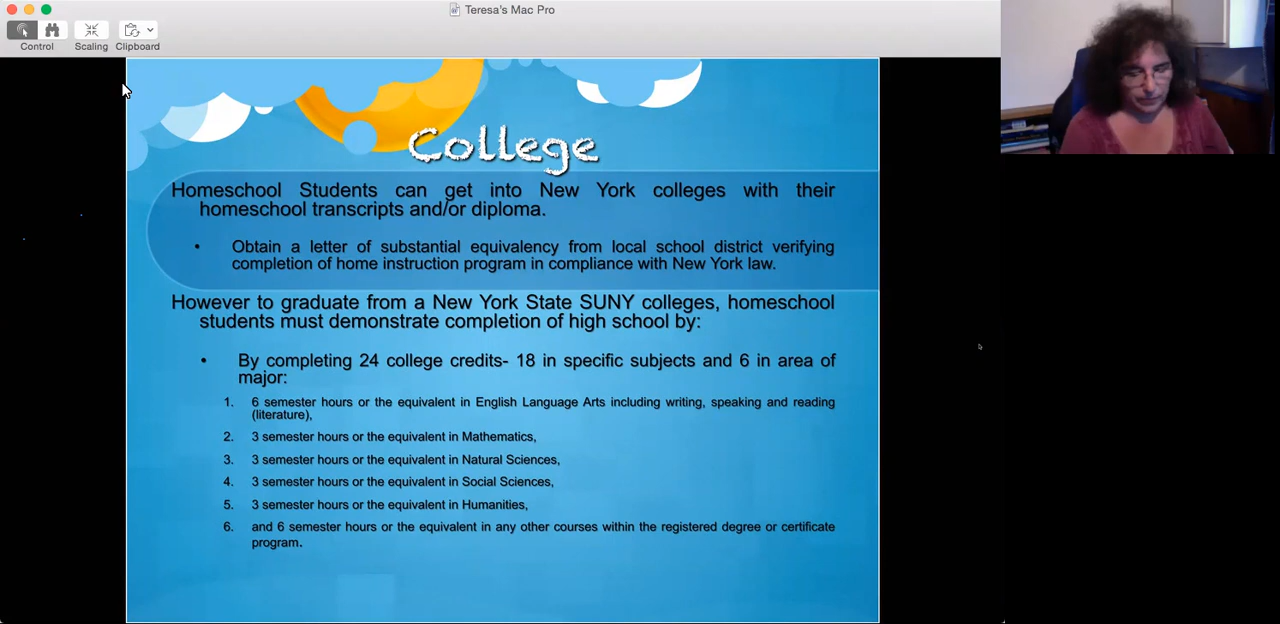 Teresa's Mac Pro
Control
Scaling
Clipboard
College
Homeschool Students can get into New York colleges with their
homeschool transcripts and/or diploma.
• Obtain a letter of substantial equivalency from local school district verifying
completion of home instruction program in compliance with New York law.
However to graduate from a New York State SUNY colleges, homeschool
students must demonstrate completion of high school by:
• By completing 24 college credits- 18 in specific subjects and 6 in area of
major:
1. 6 semester hours or the equivalent in English Language Arts including writing, speaking and reading
(literature),
2. 3 semester hours or the equivalent in Mathematics,
3. 3 semester hours or the equivalent in Natural Sciences,
4. 3 semester hours or the equivalent in Social Sciences,
5. 3 semester hours or the equivalent in Humanities,
6. and 6 semester hours or the equivalent in any other courses within the registered degree or certificate
program.